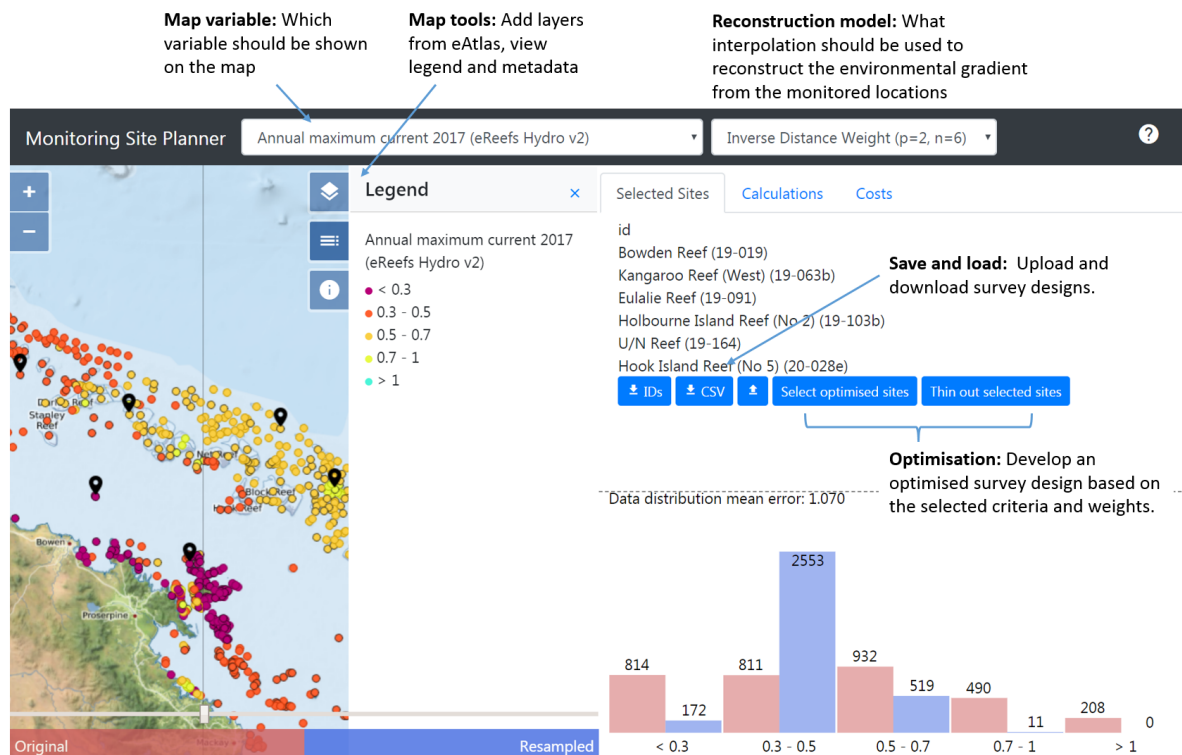 Map variable: Which
variable should be shown
on the map
Map tools: Add layers
from eAtlas, view
legend and metadata
Reconstruction model: What
interpolation should be used to
reconstruct the environmental gradient
from the monitored locations
Monitoring Site Planner
Annual maximum current 2017 (eReefs Hydro v2)
Inverse Distance Weight (p=2, n=6)
?
+
−
i
Stanley
Reef
Block Reef
Bowen
Proserpine
Original
Resampled
Legend
×
Annual maximum current 2017
(eReefs Hydro v2)
< 0.3
0.3 - 0.5
0.5 - 0.7
0.7 - 1
> 1
Selected Sites
Calculations
Costs
id
Bowden Reef (19-019)
Kangaroo Reef (West) (19-063b)
Eulalie Reef (19-091)
Holbourne Island Reef (No 2) (19-103b)
U/N Reef (19-164)
Hook Island Reef (No 5) (20-028e)
IDs
CSV
Select optimised sites
Thin out selected sites
Save and load: Upload and
download survey designs.
Optimisation: Develop an
optimised survey design based on
the selected criteria and weights.
Data distribution mean error: 1.070
814
172
811
2553
932
519
490
11
208
0
< 0.3
0.3 - 0.5
0.5 - 0.7
0.7 - 1
> 1